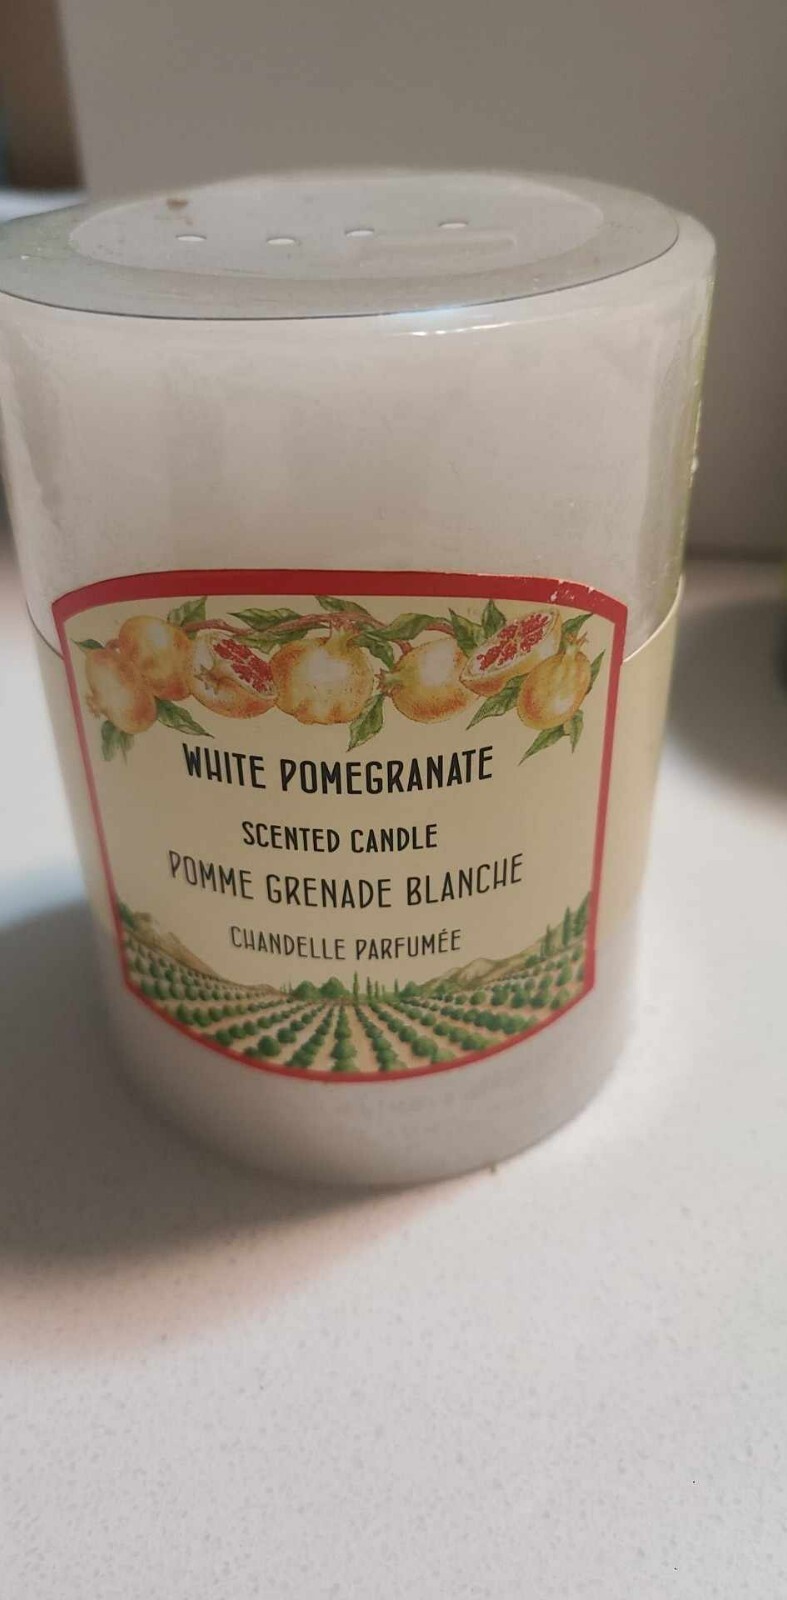 WHITE POMEGRANATE
SCENTED CANDLE
POMME GRENADE BLANCHE
CHANDELLE PARFUMÉE